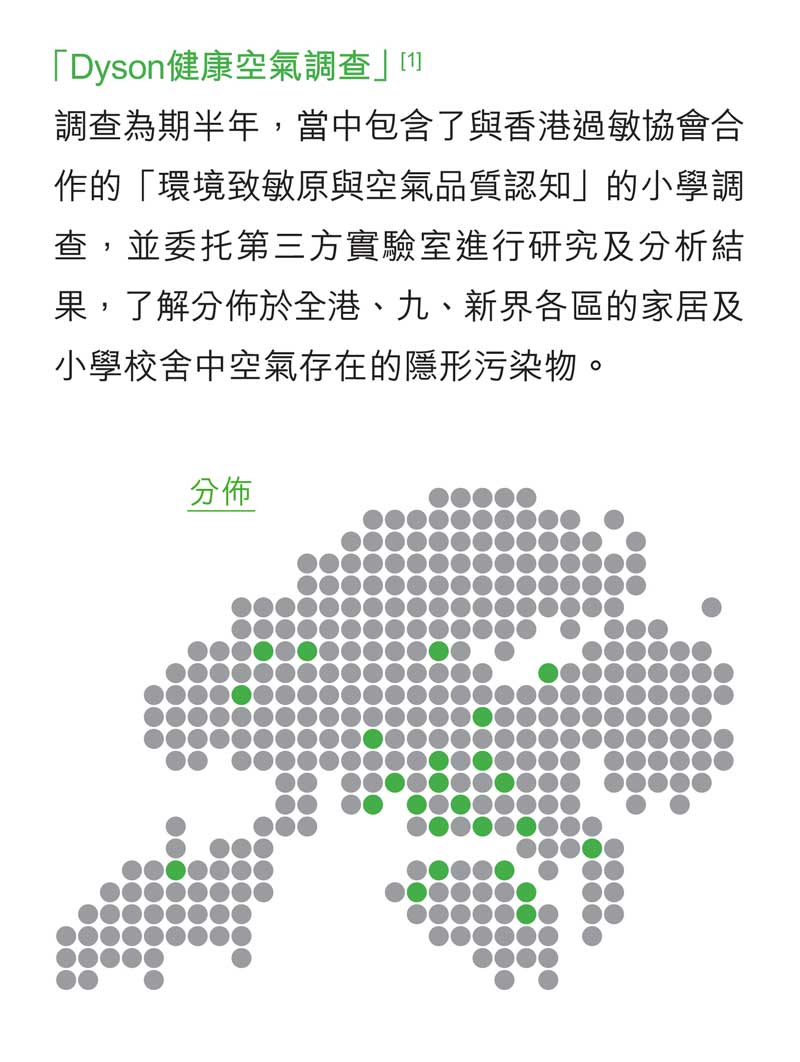 「Dyson健康空氣調查」[1]
調查為期半年，當中包含了與香港過敏協會合
作的「環境致敏原與空氣品質認知」的小學調
查，並委托第三方實驗室進行研究及分析結
果，了解分佈於全港、九、新界各區的家居及
小學校舍中空氣存在的隱形污染物。
分佈